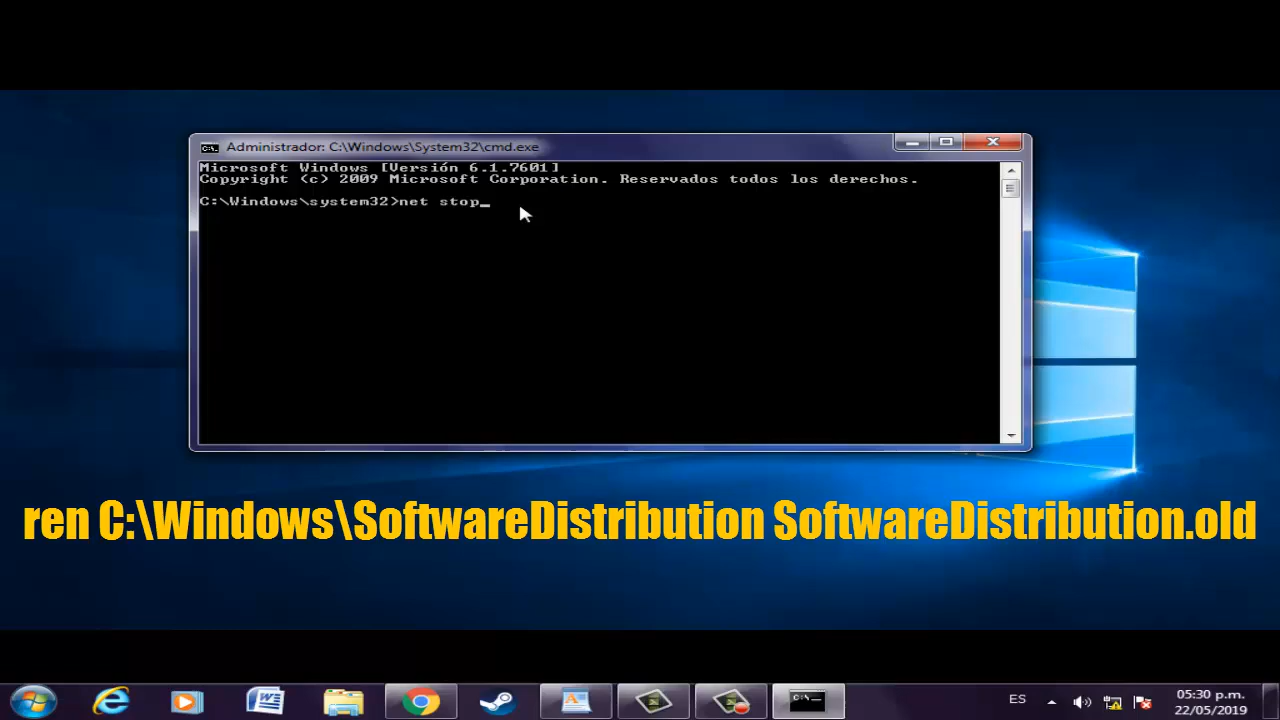 Administrador: C:\Windows\System32\cmd.exe
Microsoft Windows [Versión 6.1.7601]
Copyright (c) 2009 Microsoft Corporation. Reservados todos los derechos.
C:\Windows\system32>net stop_
ren C:\Windows\SoftwareDistribution SoftwareDistribution.old
ES
05:30 p.m.
22/05/2019